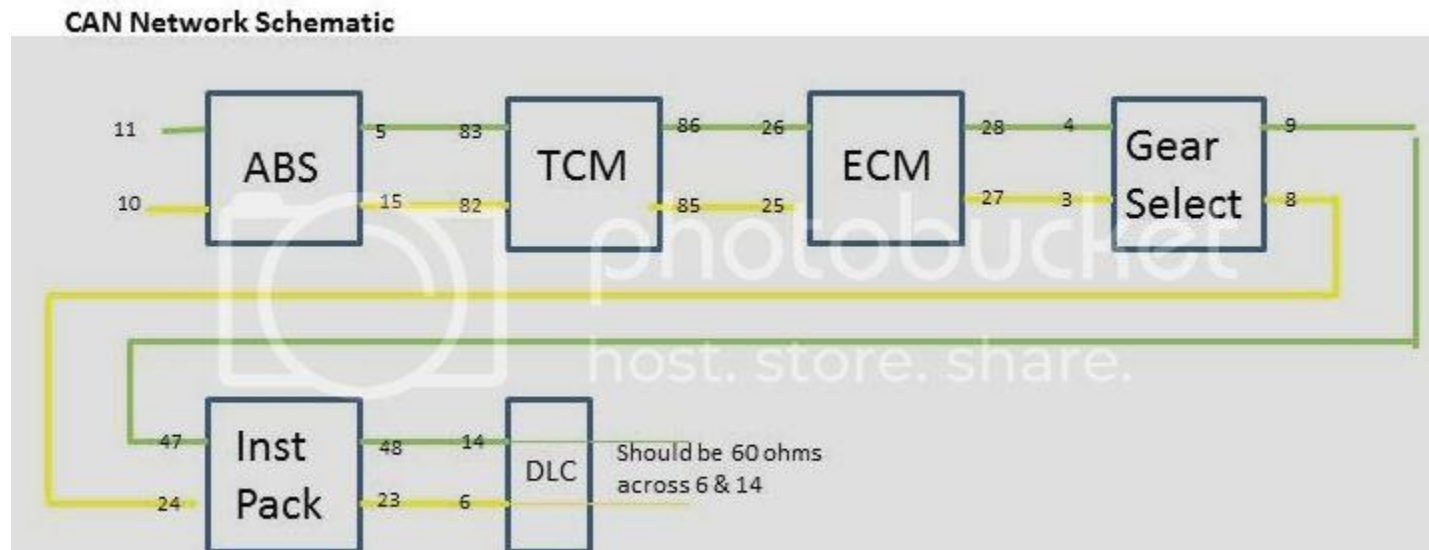 CAN Network Schematic
11 5 83 86 26 28 4 9
ABS TCM ECM Gear
Select
10 15 82 85 25 27 3 8
photobucket
host. store. share.
47 Inst 48 14
Pack DLC
24 23 6
Should be 60 ohms
across 6 & 14